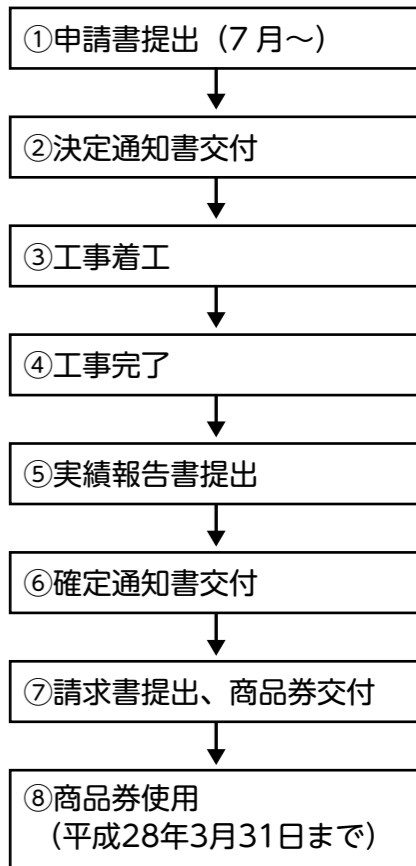 ①申請書提出（7月〜）
②決定通知書交付
③工事着工
④工事完了
⑤実績報告書提出
⑥確定通知書交付
⑦請求書提出、商品券交付
⑧商品券使用
（平成28年3月31日まで）